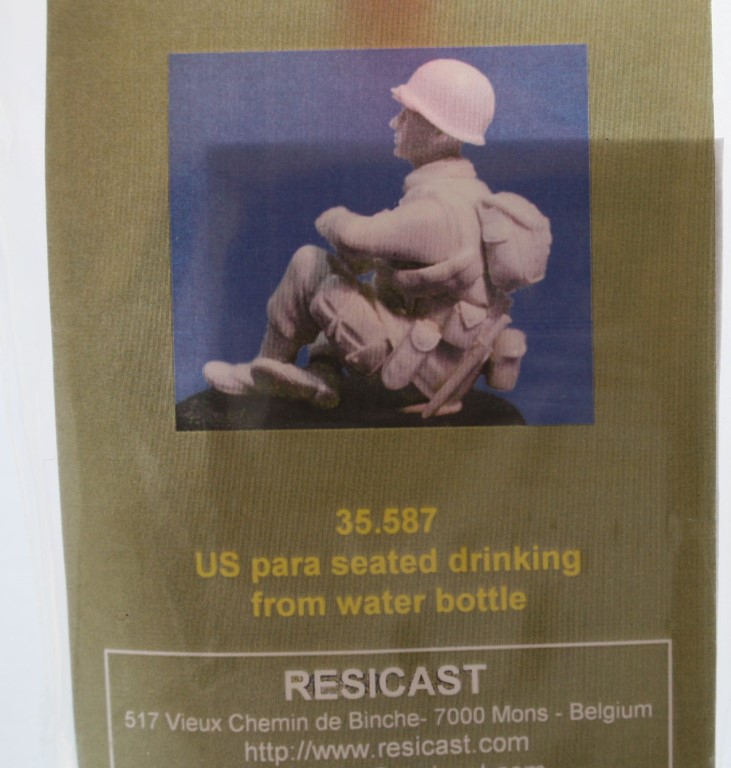 35.587
US para seated drinking
from water bottle
RESICAST
517 Vieux Chemin de Binche- 7000 Mons - Belgium
http://www.resicast.com